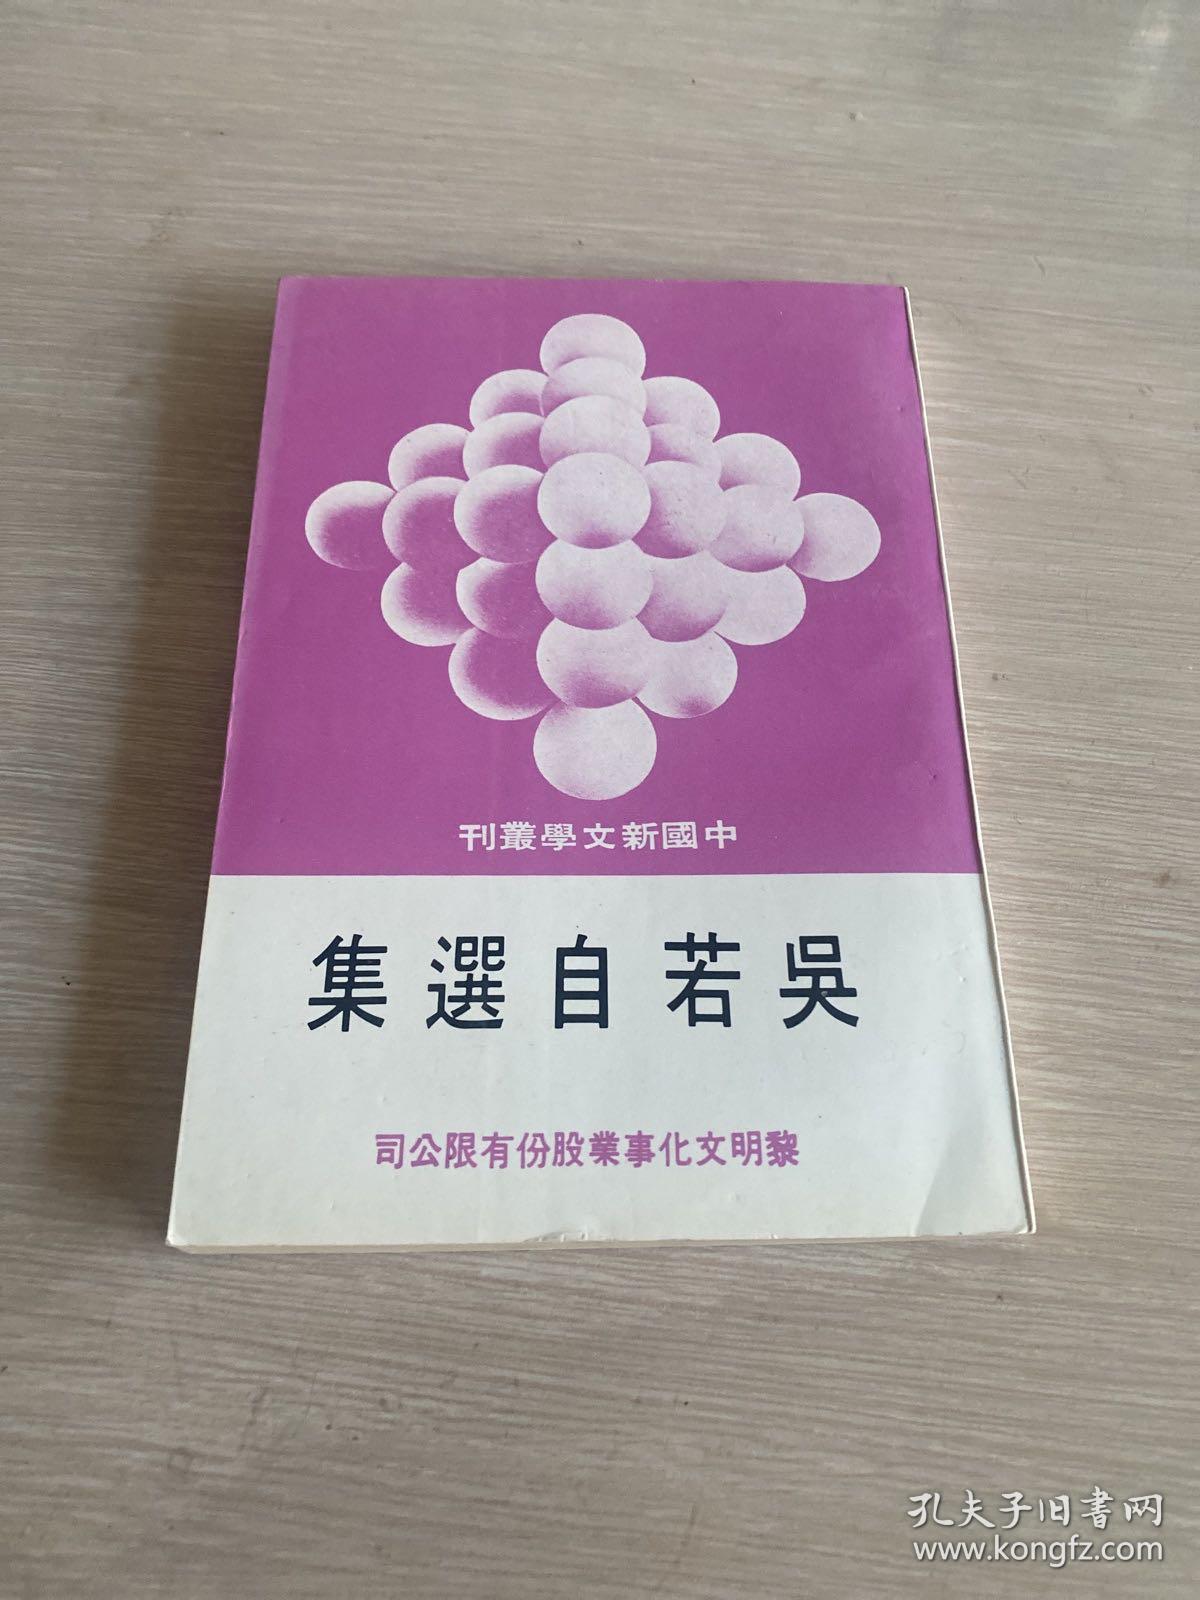 中國新文學叢刊
吳若自選集
黎明文化事業股份有限公司
孔夫子旧書网
www.kongfz.com